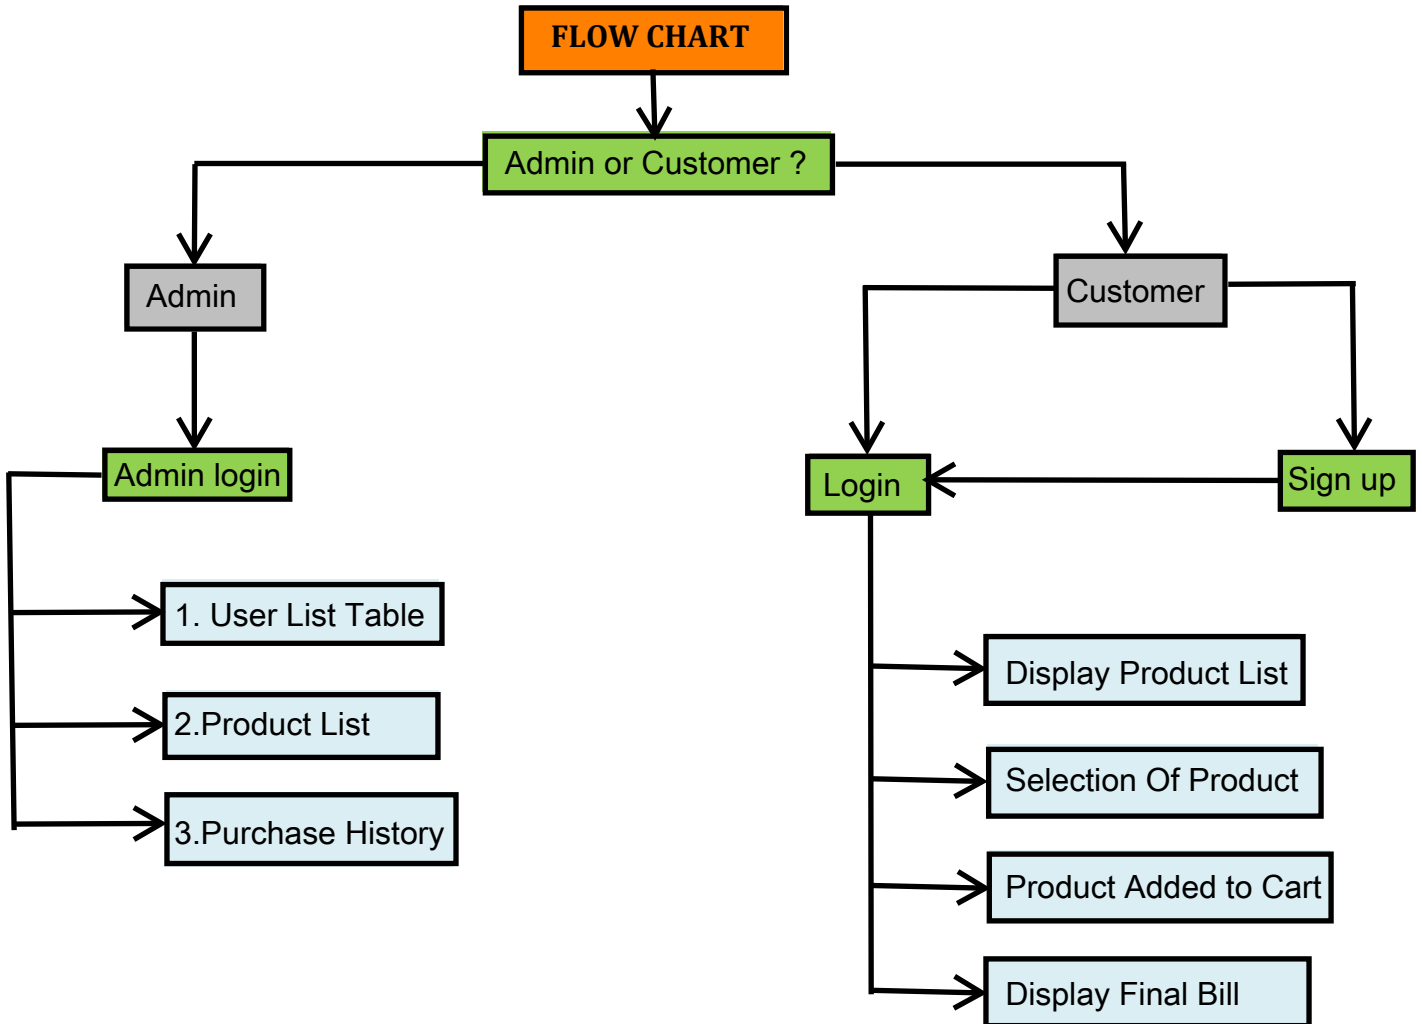 FLOW CHART
Admin or Customer ?
Admin
Customer
Admin login
Login
Sign up
1. User List Table
2.Product List
3.Purchase History
Display Product List
Selection Of Product
Product Added to Cart
Display Final Bill